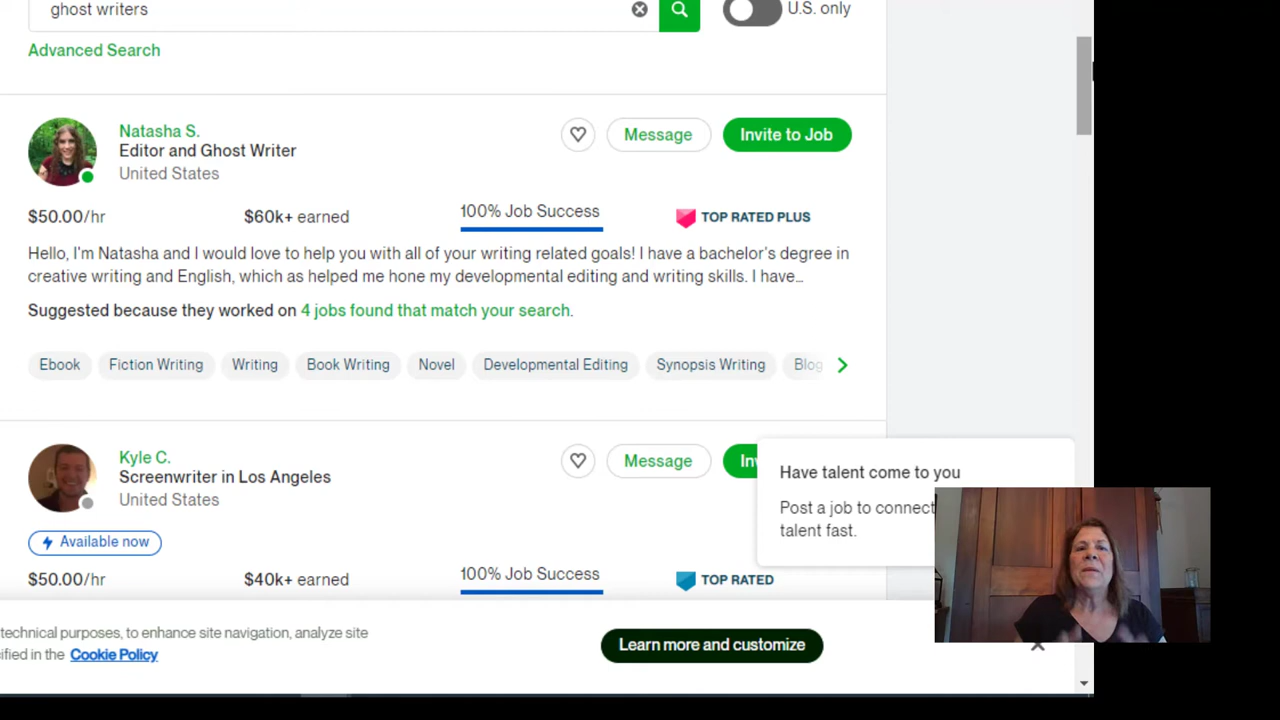 ghost writers
U.S. only
Advanced Search
Natasha S.
Editor and Ghost Writer
United States
Message
Invite to Job
$50.00/hr
$60k+ earned
100% Job Success
TOP RATED PLUS
Hello, I'm Natasha and I would love to help you with all of your writing related goals! I have a bachelor's degree in
creative writing and English, which as helped me hone my developmental editing and writing skills. I have…
Suggested because they worked on 4 jobs found that match your search.
Ebook
Fiction Writing
Writing
Book Writing
Novel
Developmental Editing
Synopsis Writing
Blog
Kyle C.
Screenwriter in Los Angeles
United States
Message
Available now
$50.00/hr
$40k+ earned
100% Job Success
TOP RATED
Have talent come to you
Post a job to connect
talent fast.
technical purposes, to enhance site navigation, analyze site
in the Cookie Policy
Learn more and customize